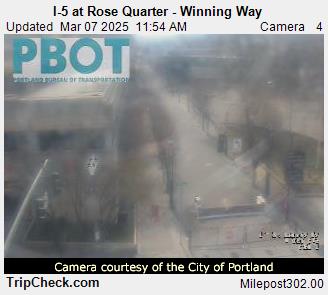 I-5 at Rose Quarter - Winning Way
Updated Mar 07 2025 11:54 AM Camera 4
PBOT
PORTLAND BUREAU OF TRANSPORTATION
Camera courtesy of the City of Portland
TripCheck.com Milepost302.00